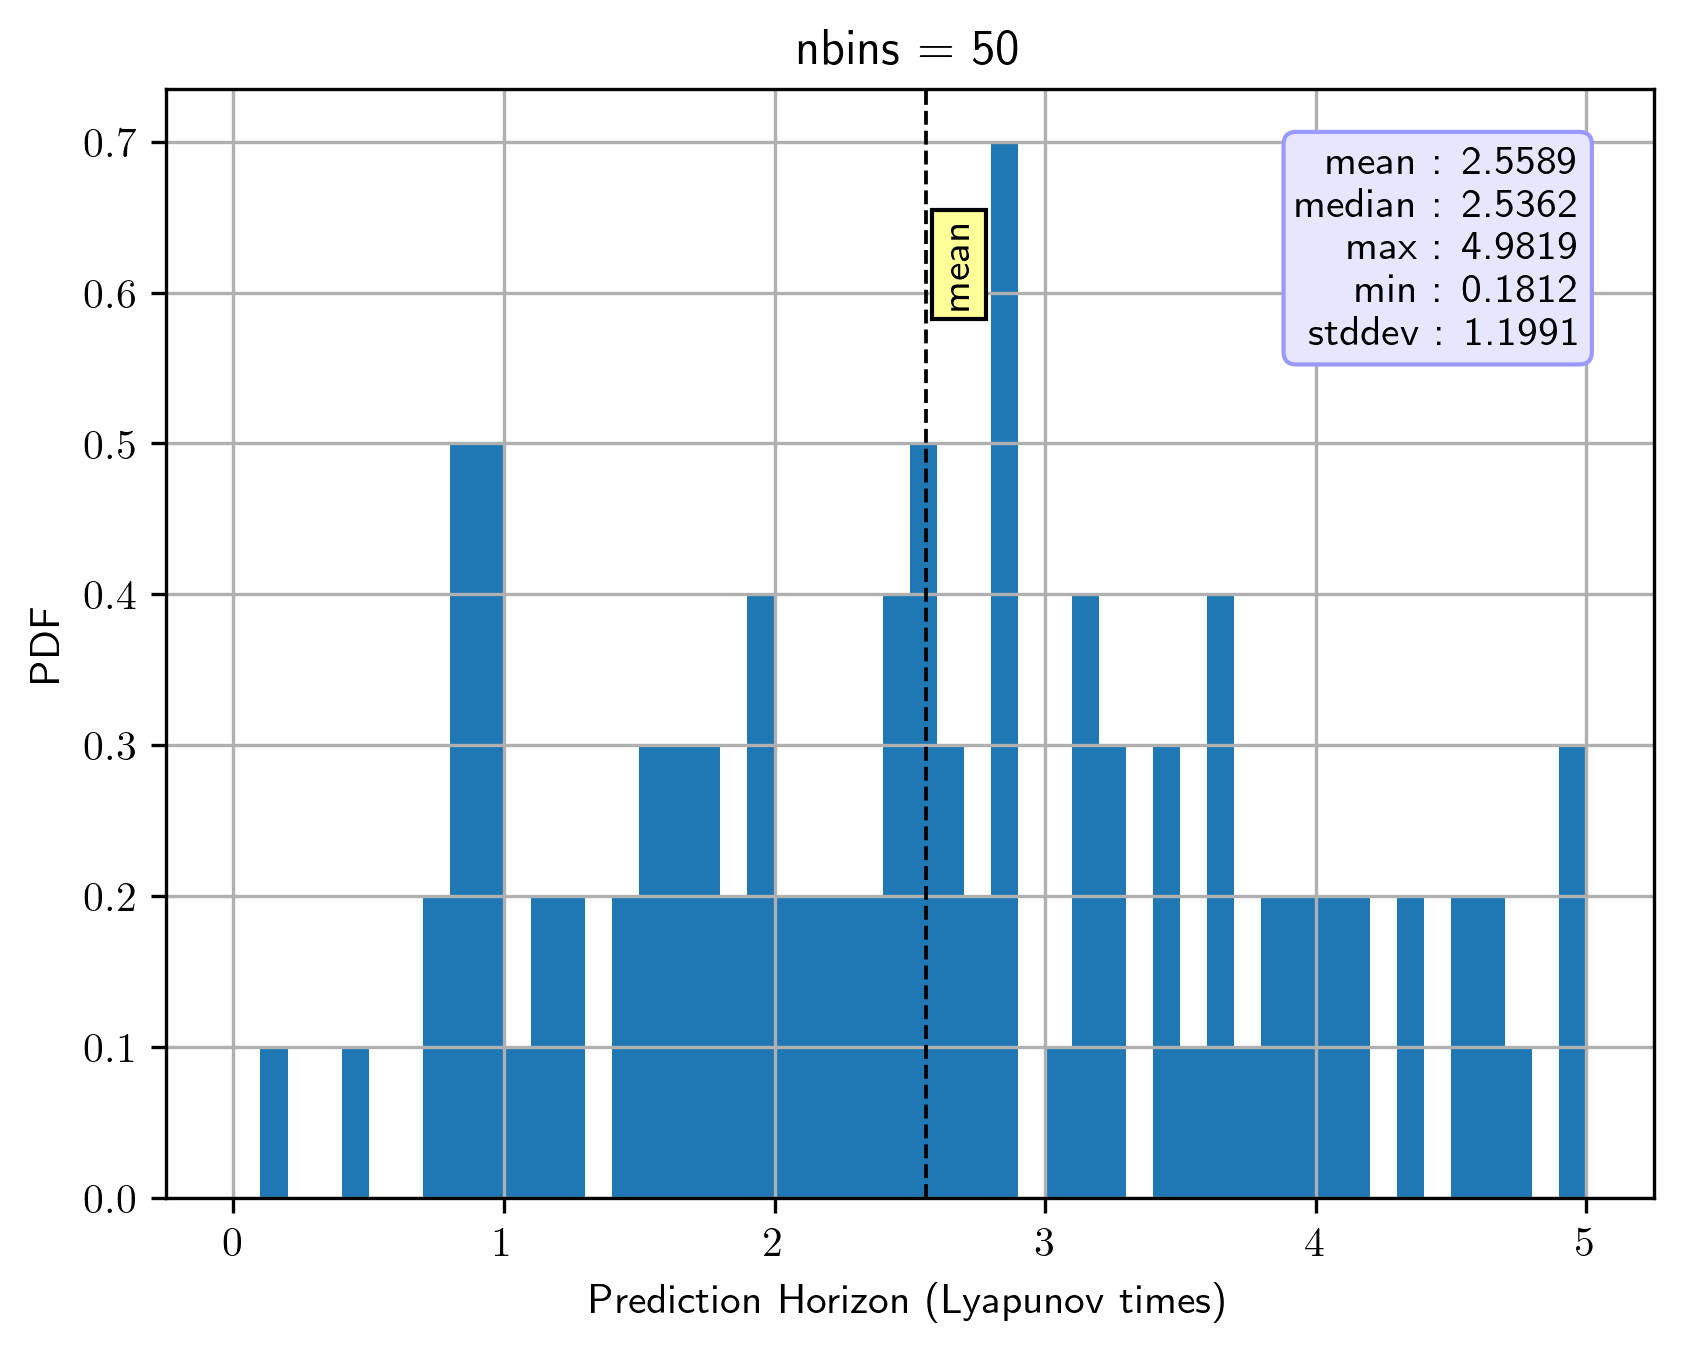 nbins = 50
0.7
0.6
0.5
0.4
0.3
0.2
0.1
0.0
PDF
mean
mean : 2.5589
median : 2.5362
max : 4.9819
min : 0.1812
stddev : 1.1991
0 1 2 3 4 5
Prediction Horizon (Lyapunov times)